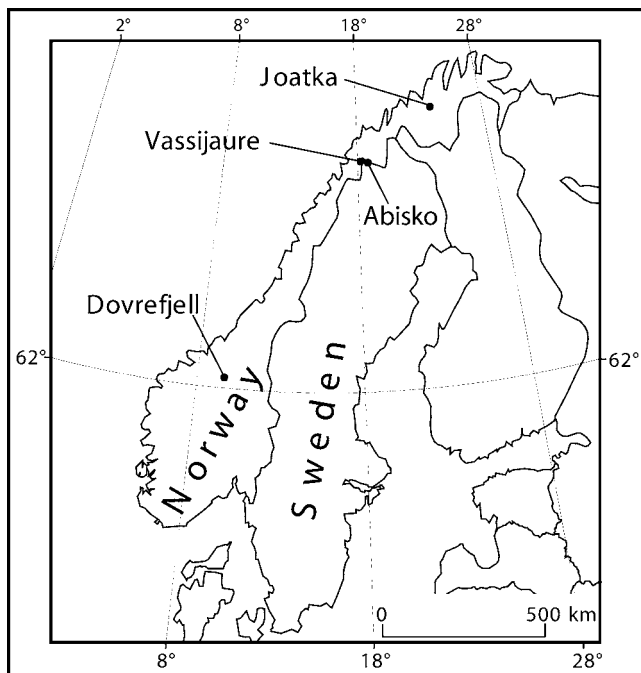 2° 8° 18° 28°
Joatka
Vassijaure
Abisko
Dovrefjell
62° 62°
Norway
Sweden
0 500 km
8° 18° 28°